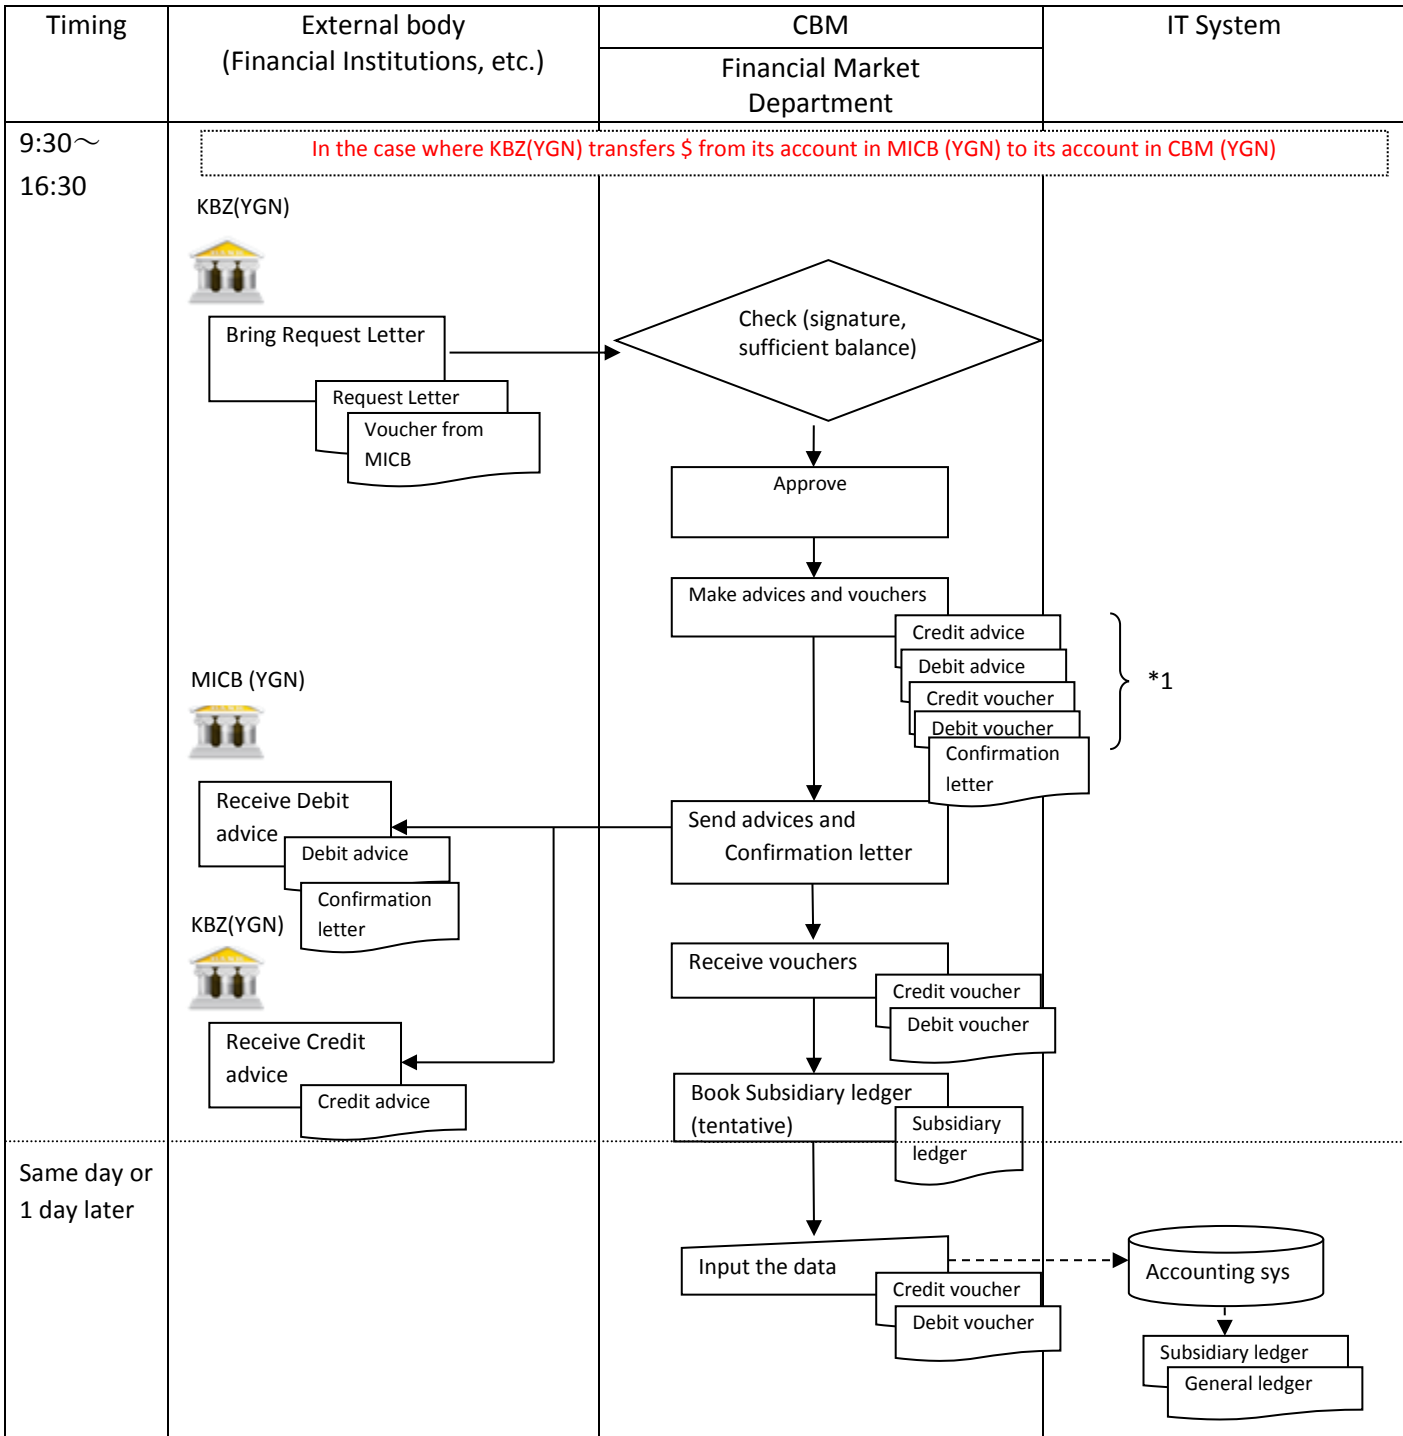 Timing
External body
(Financial Institutions, etc.)
CBM
Financial Market
Department
IT System
9:30～
16:30
In the case where KBZ(YGN) transfers $ from its account in MICB (YGN) to its account in CBM (YGN)
KBZ(YGN)
Bring Request Letter
Request Letter
Voucher from
MICB
Check (signature,
sufficient balance)
Approve
Make advices and vouchers
Credit advice
Debit advice
Credit voucher
Debit voucher
Confirmation
letter
*1
MICB (YGN)
Receive Debit
advice
Debit advice
Confirmation
letter
Send advices and
Confirmation letter
KBZ(YGN)
Receive Credit
advice
Credit advice
Receive vouchers
Credit voucher
Debit voucher
Book Subsidiary ledger
(tentative)
Subsidiary
ledger
Same day or
1 day later
Input the data
Credit voucher
Debit voucher
Accounting sys
Subsidiary ledger
General ledger